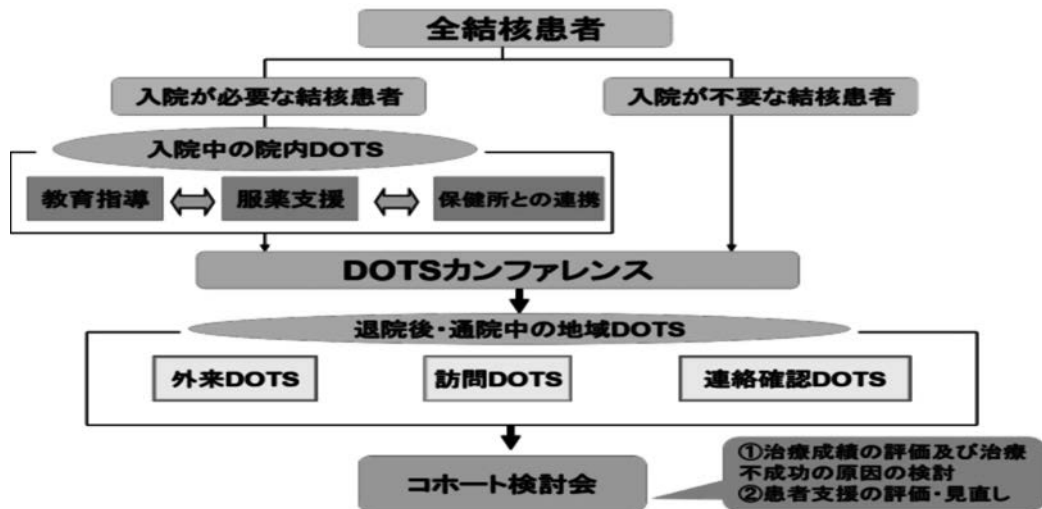 全結核患者
入院が必要な結核患者
入院が不要な結核患者
入院中の院内DOTS
教育指導
服薬支援
保健所との連携
DOTSカンファレンス
退院後・通院中の地域DOTS
外来DOTS
訪問DOTS
連絡確認DOTS
コホート検討会
①治療成績の評価及び治療
不成功の原因の検討
②患者支援の評価・見直し